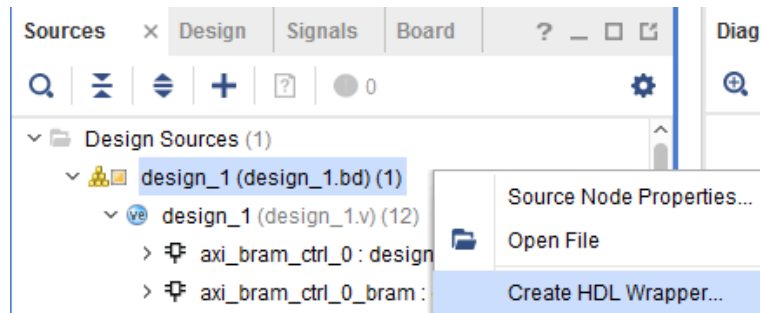 Sources × Design Signals Board ? Diag
0
Design Sources (1)
design_1 (design_1.bd) (1)
ve design_1 (design_1.v) (12)
axi_bram_ctrl_0 : design
axi_bram_ctrl_0_bram :
Source Node Properties...
Open File
Create HDL Wrapper...